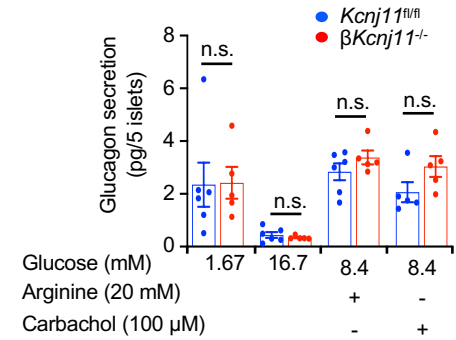 Kcnj11fl/fl
βKcnj11-/-
Glucagon secretion
(pg/5 islets)
8
6
4
2
0
n.s.
n.s.
n.s.
n.s.
Glucose (mM) 1.67 16.7 8.4 8.4
Arginine (20 mM) + -
Carbachol (100 µM) - +